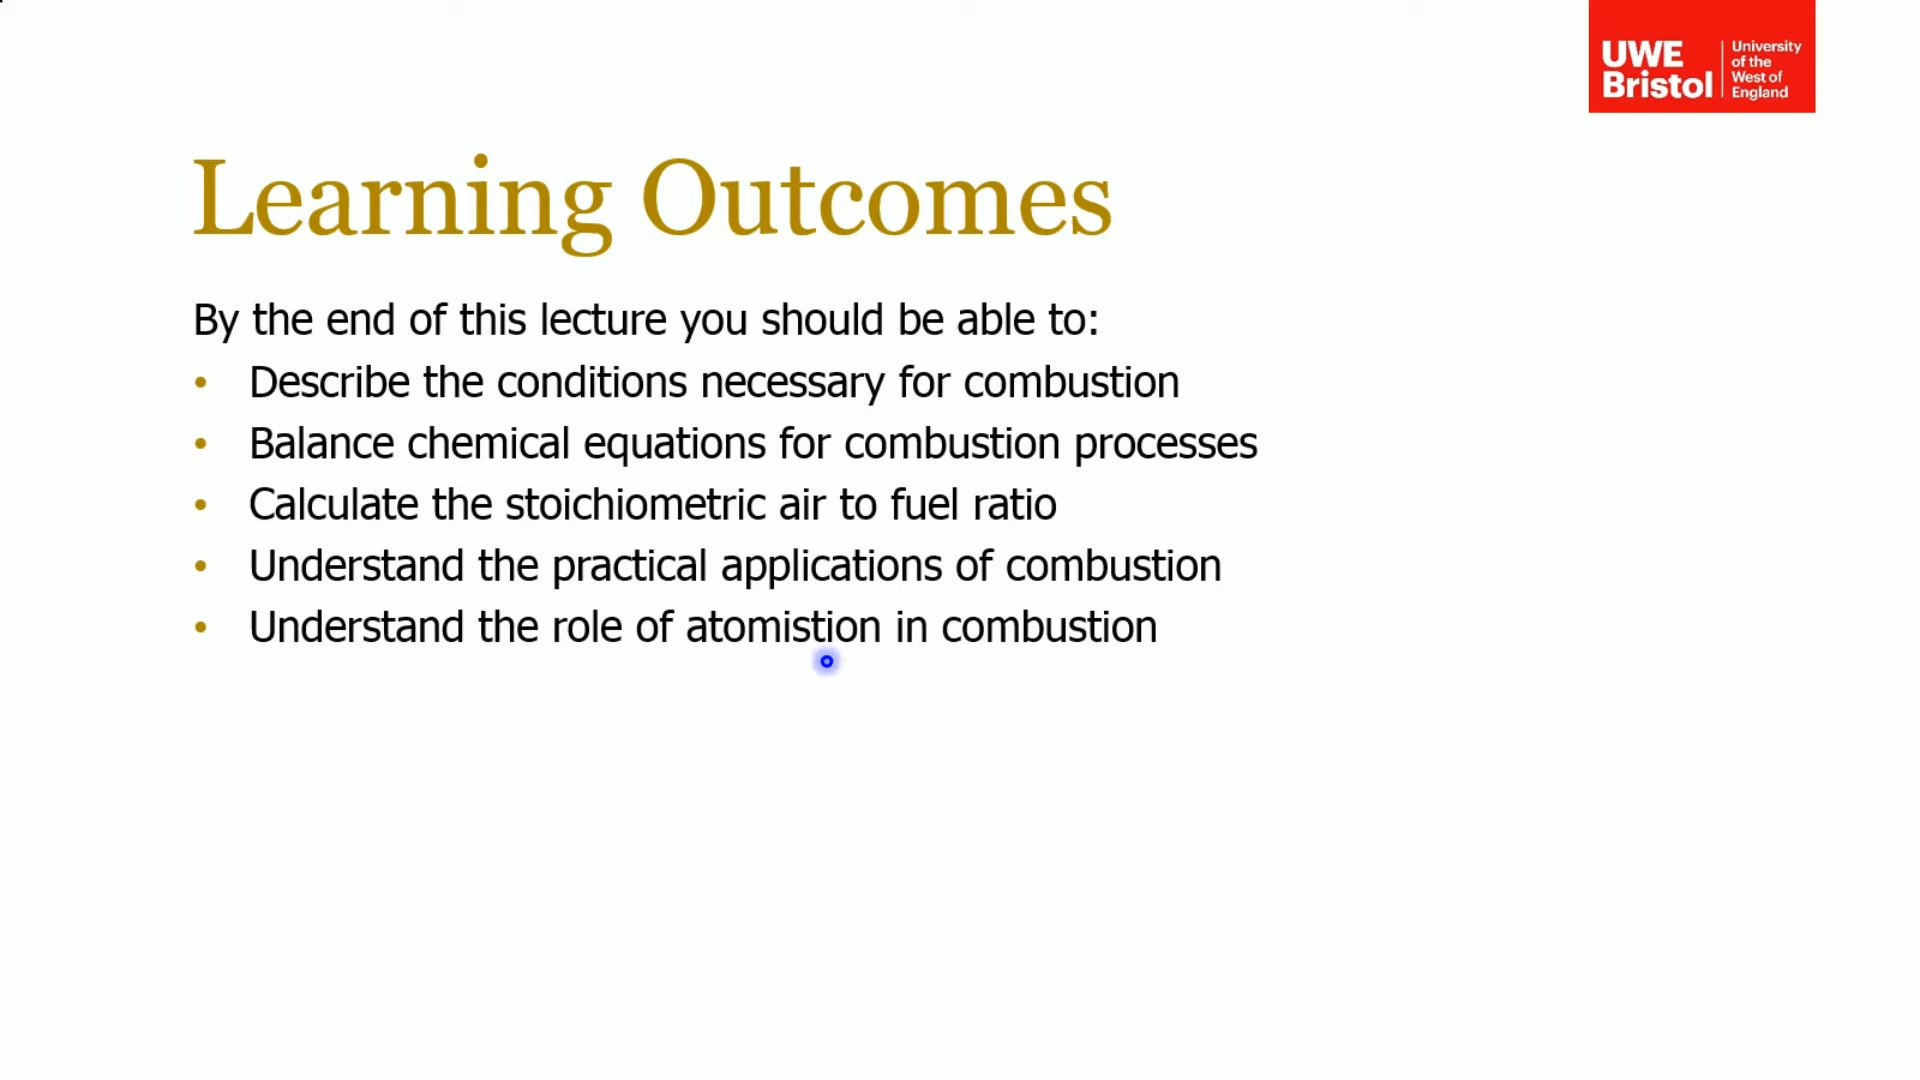 UWE
Bristol
University
of the
West of
England
Learning Outcomes
By the end of this lecture you should be able to:
• Describe the conditions necessary for combustion
• Balance chemical equations for combustion processes
• Calculate the stoichiometric air to fuel ratio
• Understand the practical applications of combustion
• Understand the role of atomistion in combustion